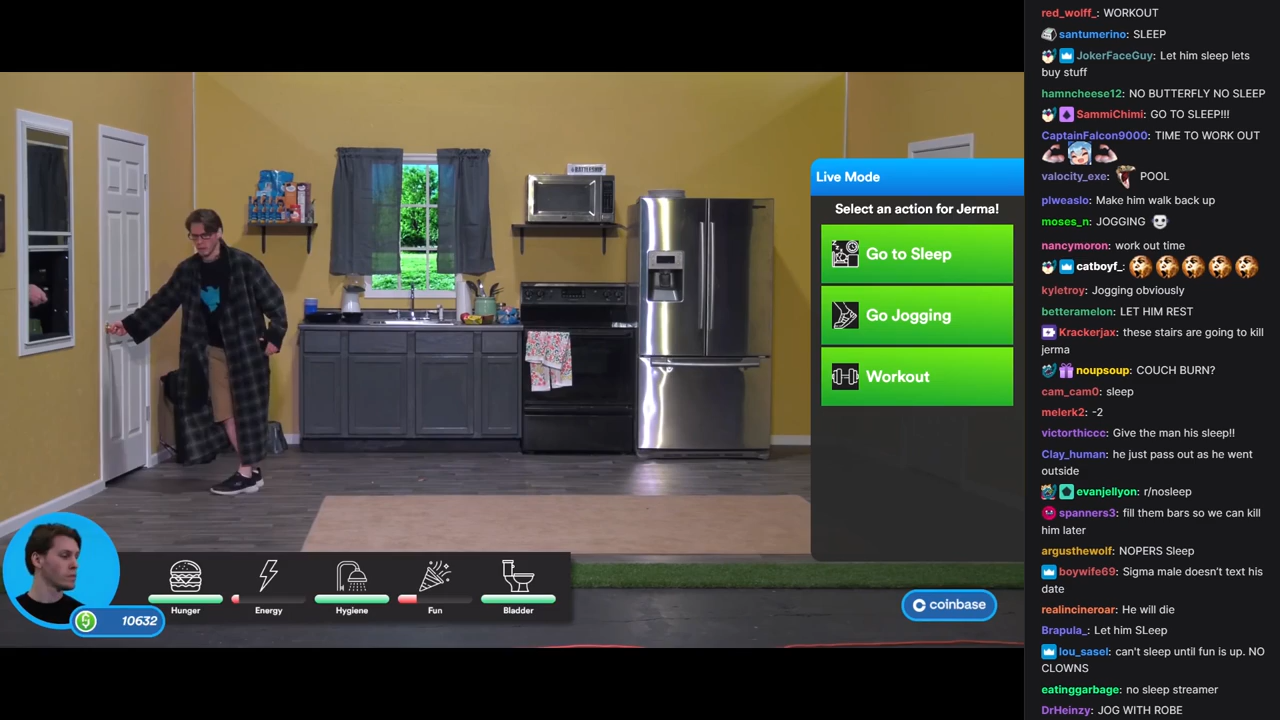 BATTLESHIP
Live Mode
Select an action for Jerma!
Go to Sleep
Go Jogging
Workout
Hunger
Energy
Hygiene
Fun
Bladder
10632
coinbase
red_wolff_: WORKOUT
santumerino: SLEEP
JokerFaceGuy: Let him sleep lets
buy stuff
hamncheese12: NO BUTTERFLY NO SLEEP
SammiChimi: GO TO SLEEP!!!
CaptainFalcon9000: TIME TO WORK OUT
valocity_exe: POOL
plweaslo: Make him walk back up
moses_n: JOGGING
nancymoron: work out time
catboyf_:
kyletroy: Jogging obviously
betteramelon: LET HIM REST
Krackerjax: these stairs are going to kill
jerma
noupsoup: COUCH BURN?
cam_cam0: sleep
melerk2: -2
victorthiccc: Give the man his sleep!!
Clay_human: he just pass out as he went
outside
evanjellyon: r/nosleep
spanners3: fill them bars so we can kill
him later
argusthewolf: NOPERS Sleep
boywife69: Sigma male doesn't text his
date
realincineroar: He will die
Brapula_: Let him SLeep
lou_sasel: can't sleep until fun is up. NO
CLOWNS
eatinggarbage: no sleep streamer
DrHeinzy: JOG WITH ROBE